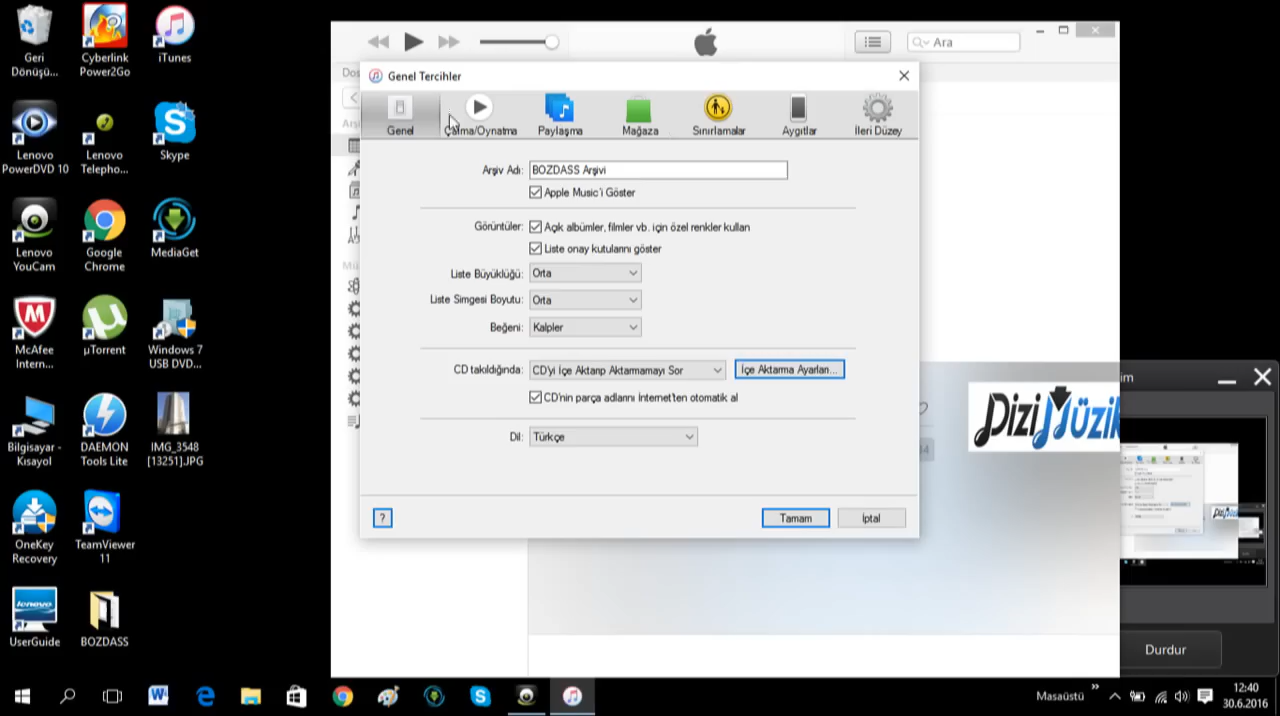 Geri
Dönüşü...
Cyberlink
Power2Go
iTunes
Lenovo
PowerDVD 10
Lenovo
Telepho...
Skype
Lenovo
YouCam
Google
Chrome
MediaGet
McAfee
Intern...
µTorrent
Windows 7
USB DVD...
Bilgisayar -
Kısayol
DAEMON
Tools Lite
IMG_3548
[13251].JPG
OneKey
Recovery
TeamViewer
11
UserGuide
BOZDASS
Ara
Dos
Genel Tercihler
Genel
Çalma/Oynatma
Paylaşma
Mağaza
Sınırlamalar
Aygıtlar
İleri Düzey
Arşiv Adı: BOZDASS Arşivi
Apple Music'i Göster
Görüntüler: Açık albümler, filmler vb. için özel renkler kullan
Liste onay kutularını göster
Liste Büyüklüğü: Orta
Liste Simgesi Boyutu: Orta
Beğeni: Kalpler
CD takıldığında: CD'yi İçe Aktarıp Aktarmamayı Sor
İçe Aktarma Ayarları...
CD'nin parça adlarını İnternet'ten otomatik al
Dil: Türkçe
?
Tamam
İptal
Dizi Müzik
im
Durdur
Masaüstü
12:40
30.6.2016